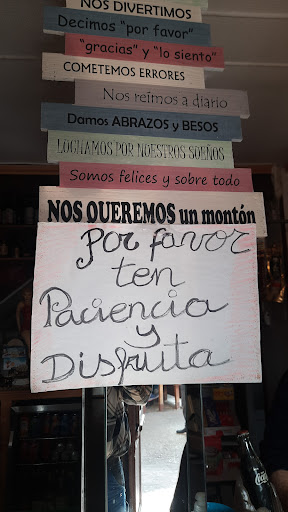 NOS DIVERTIMOS
Decimos "por favor"
"gracias" y "lo siento"
COMETEMOS ERRORES
Nos reímos a diario
Damos ABRAZOS y BESOS
LUCHAMOS POR NUESTROS SUEÑOS
Somos felices y sobre todo
NOS QUEREMOS un montón
Por favor
ten
Paciencia
y
Disfruta